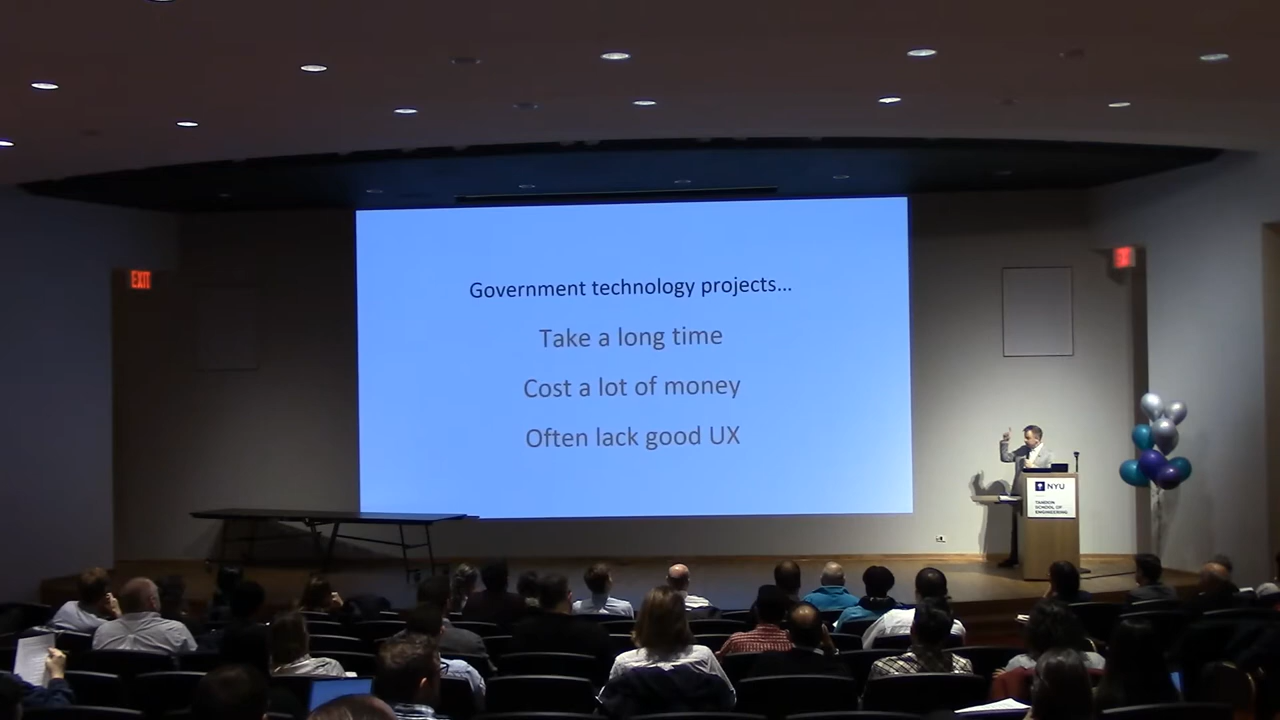 Government technology projects...
Take a long time
Cost a lot of money
Often lack good UX
EXIT
EXIT
NYU
TANDON
SCHOOL OF
ENGINEERING